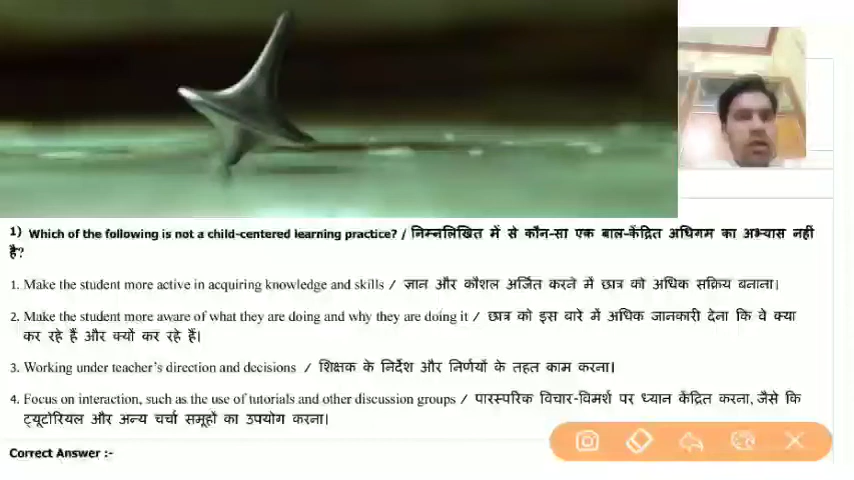 1) Which of the following is not a child-centered learning practice? / निम्नलिखित में से कौन-सा एक बाल-केंद्रित अधिगम का अभ्यास नहीं
है?
1. Make the student more active in acquiring knowledge and skills / ज्ञान और कौशल अर्जित करने में छात्र को अधिक सक्रिय बनाना।
2. Make the student more aware of what they are doing and why they are doing it / छात्र को इस बारे में अधिक जानकारी देना कि वे क्या
कर रहे हैं और क्यों कर रहे हैं।
3. Working under teacher's direction and decisions / शिक्षक के निर्देश और निर्णयों के तहत काम करना।
4. Focus on interaction, such as the use of tutorials and other discussion groups / पारस्परिक विचार-विमर्श पर ध्यान केंद्रित करना, जैसे कि
ट्यूटोरियल और अन्य चर्चा समूहों का उपयोग करना।
Correct Answer :-